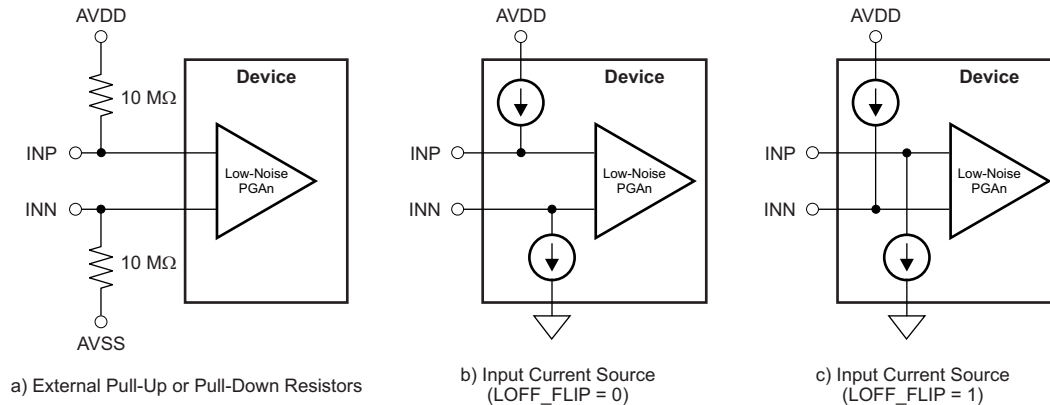 AVDD
Device
10 MΩ
INP
Low-Noise
PGAn
INN
10 MΩ
AVSS
a) External Pull-Up or Pull-Down Resistors
AVDD
Device
INP
Low-Noise
PGAn
INN
b) Input Current Source
(LOFF_FLIP = 0)
AVDD
Device
INP
Low-Noise
PGAn
INN
c) Input Current Source
(LOFF_FLIP = 1)